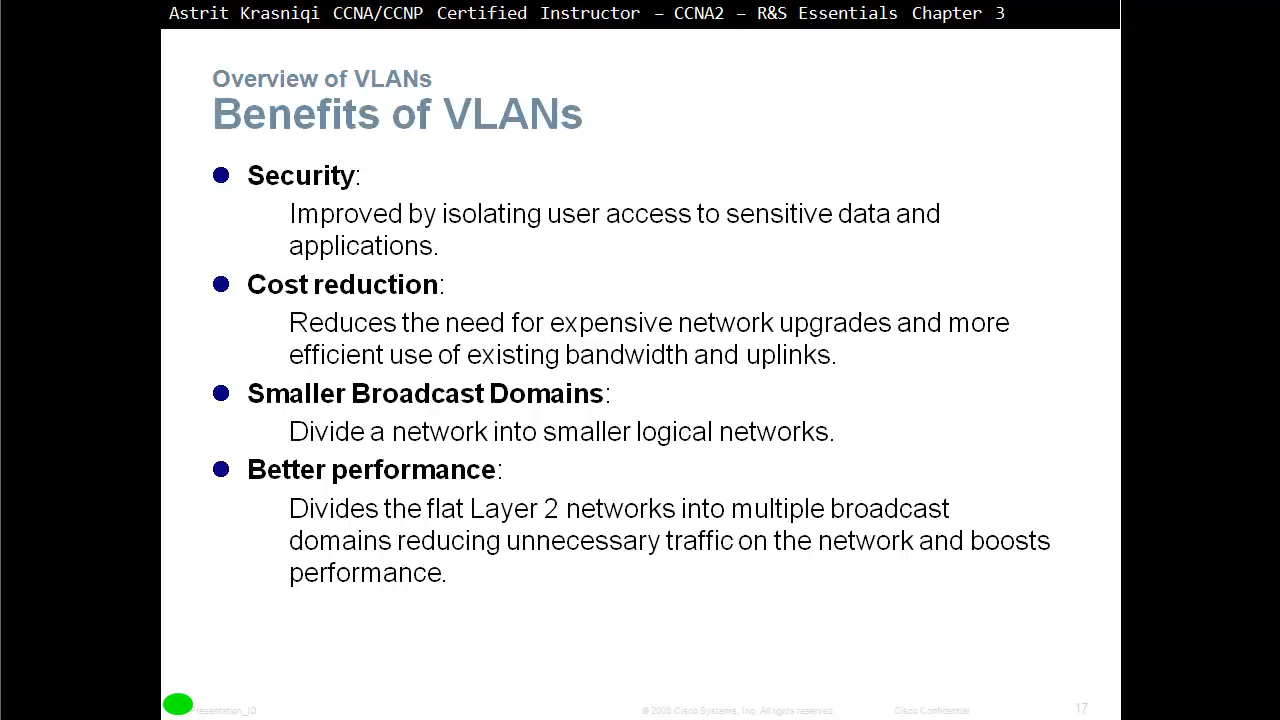 Astrit Krasniqi CCNA/CCNP Certified Instructor – CCNA2 – R&S Essentials Chapter 3
Overview of VLANs
Benefits of VLANs
Security:
Improved by isolating user access to sensitive data and
applications.
Cost reduction:
Reduces the need for expensive network upgrades and more
efficient use of existing bandwidth and uplinks.
Smaller Broadcast Domains:
Divide a network into smaller logical networks.
Better performance:
Divides the flat Layer 2 networks into multiple broadcast
domains reducing unnecessary traffic on the network and boosts
performance.
Presentation_ID
Cisco Systems, Inc. All rights reserved.
Cisco Confidential
17